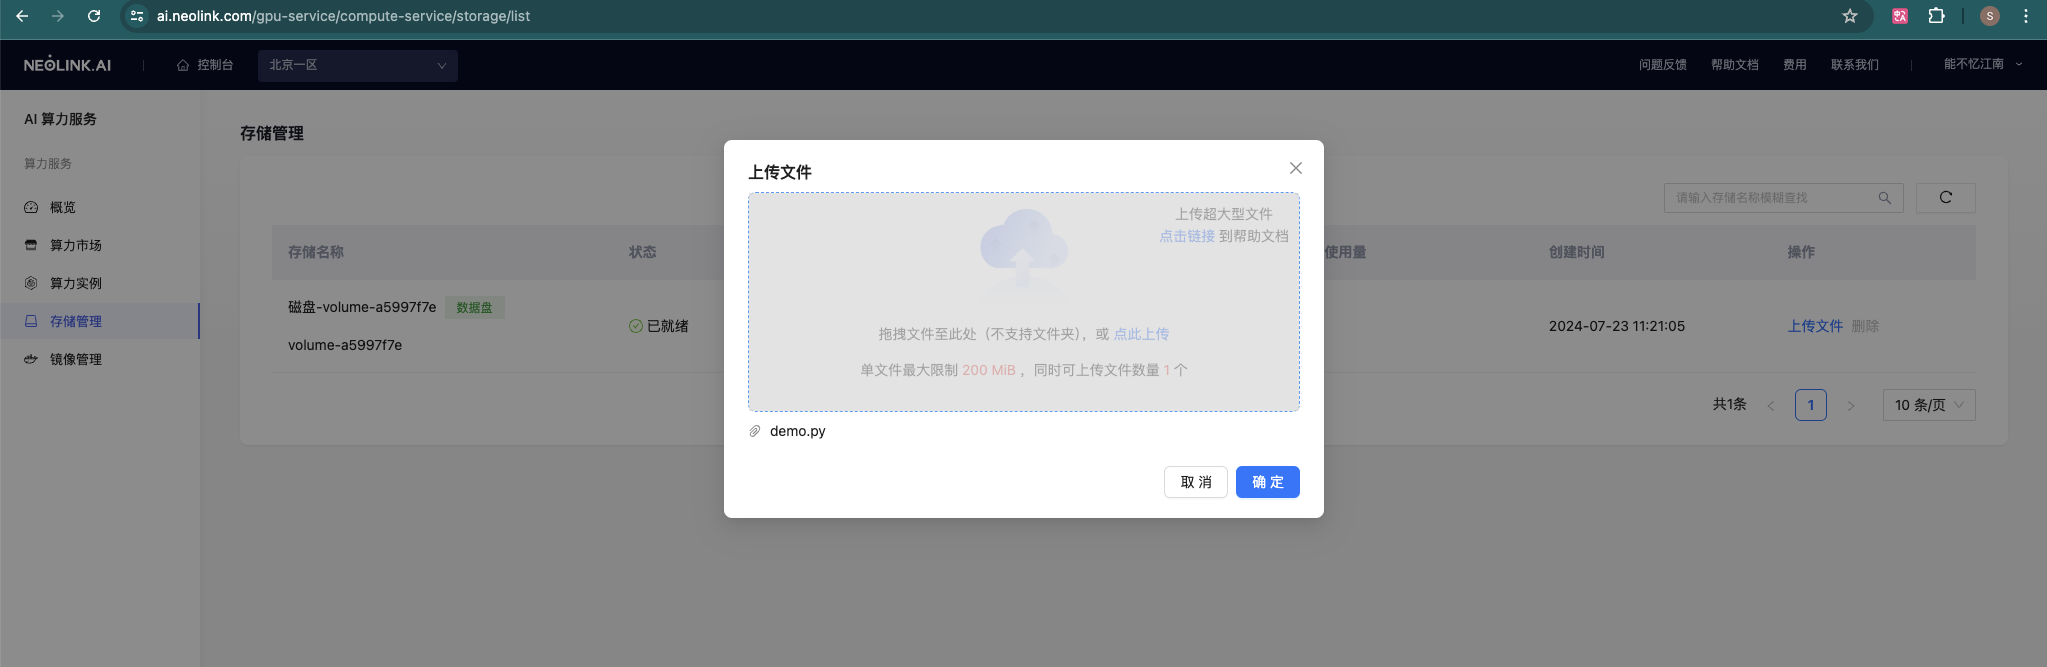 ai.neolink.com/gpu-service/compute-service/storage/list
S
NEOLINK.AI
控制台
北京一区
问题反馈
帮助文档
费用
联系我们
能不忆江南
AI 算力服务
算力服务
概览
算力市场
算力实例
存储管理
镜像管理
存储管理
请输入存储名称模糊查找
存储名称
状态
使用量
创建时间
操作
磁盘-volume-a5997f7e 数据盘
volume-a5997f7e
已就绪
2024-07-23 11:21:05
上传文件 删除
共1条
1
10 条/页
上传文件
上传超大型文件
点击链接 到帮助文档
拖拽文件至此处（不支持文件夹），或 点此上传
单文件最大限制 200 MiB ，同时可上传文件数量 1 个
demo.py
取 消
确 定